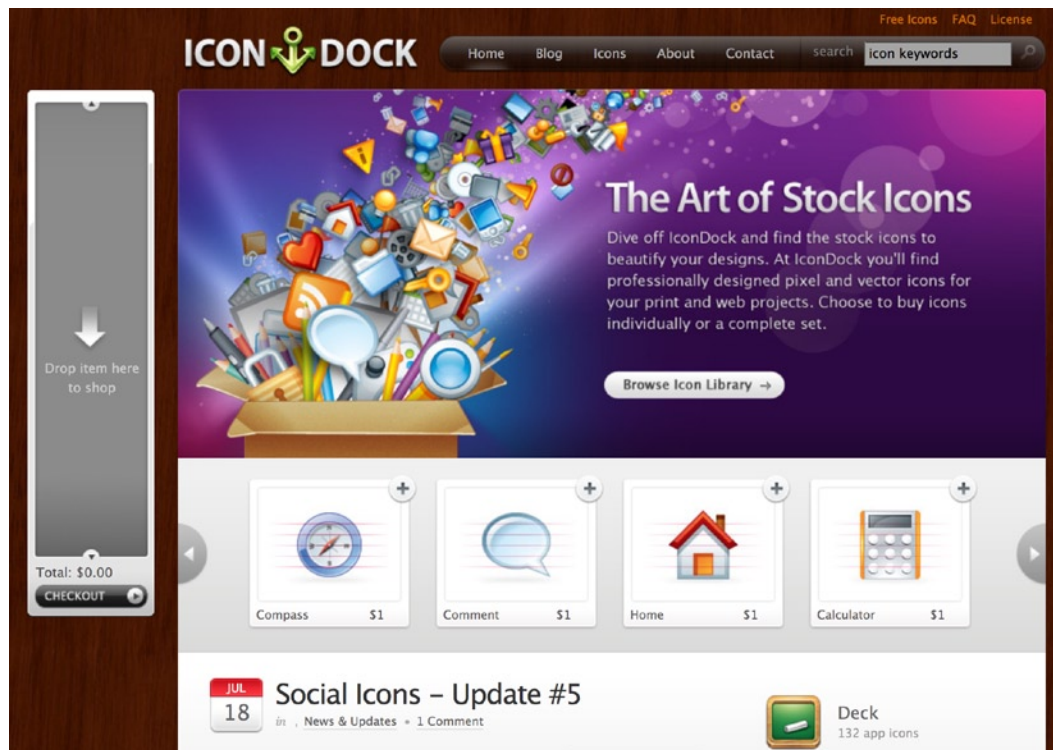 Free Icons FAQ License
ICON DOCK
Home Blog Icons About Contact search icon keywords
Drop item here
to shop
Total: $0.00
CHECKOUT
The Art of Stock Icons
Dive off IconDock and find the stock icons to
beautify your designs. At IconDock you'll find
professionally designed pixel and vector icons for
your print and web projects. Choose to buy icons
individually or a complete set.
Browse Icon Library →
Compass $1
Comment $1
Home $1
Calculator $1
JUL
18
Social Icons – Update #5
in , News & Updates • 1 Comment
Deck
132 app icons